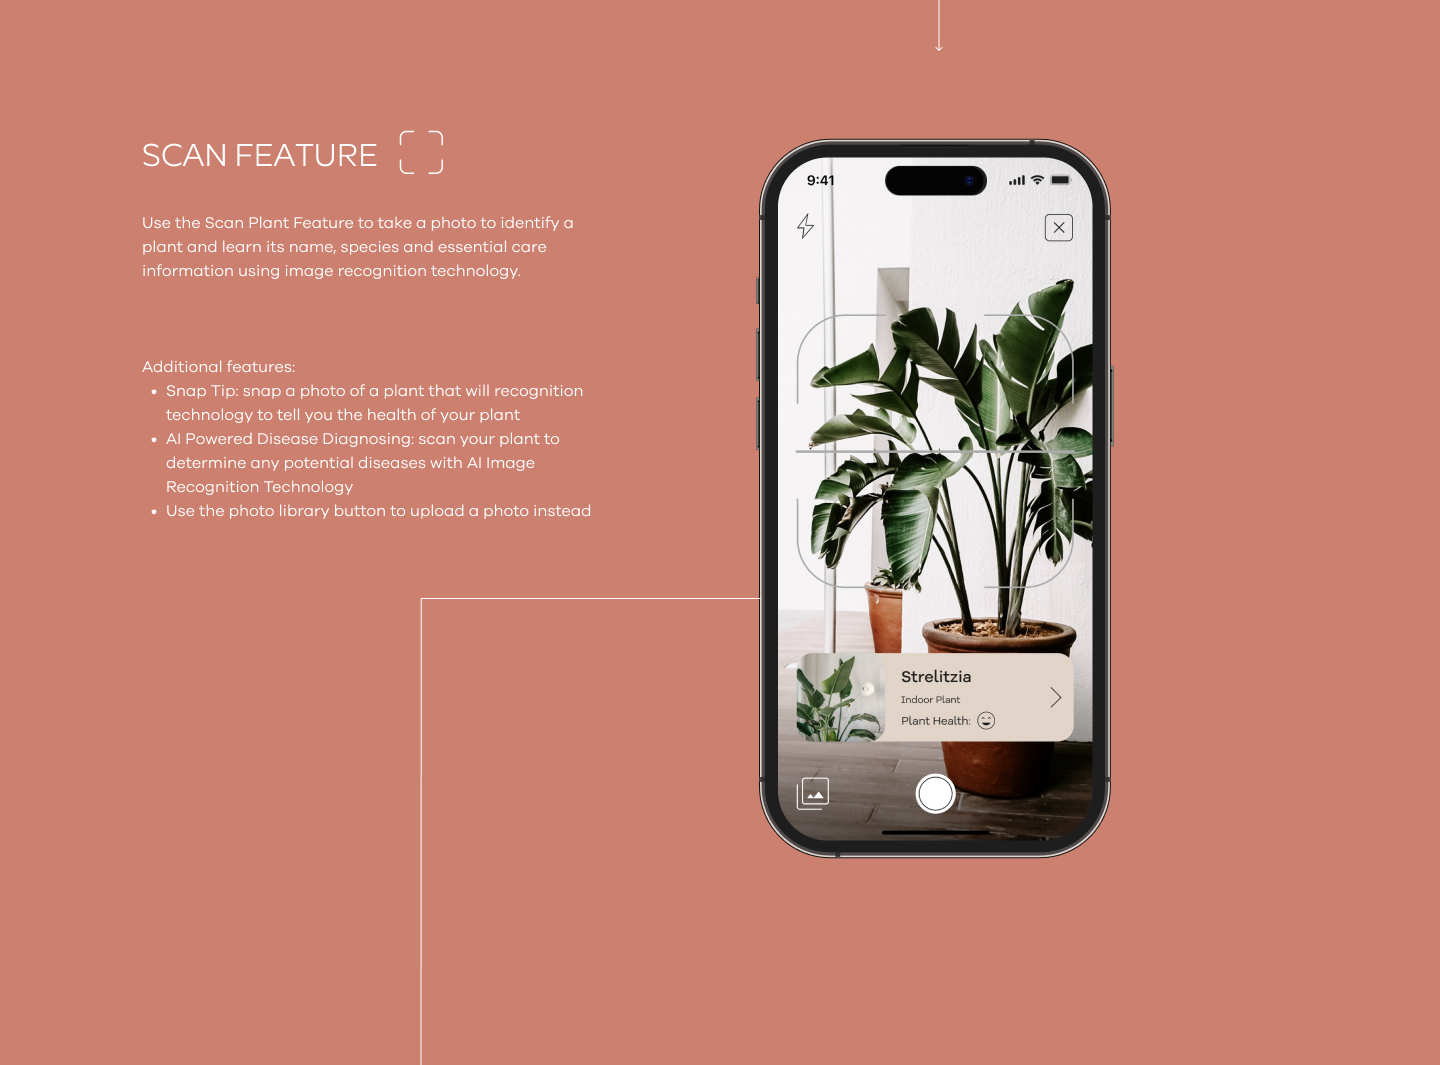 SCAN FEATURE
Use the Scan Plant Feature to take a photo to identify a
plant and learn its name, species and essential care
information using image recognition technology.
Additional features:
• Snap Tip: snap a photo of a plant that will recognition
technology to tell you the health of your plant
• AI Powered Disease Diagnosing: scan your plant to
determine any potential diseases with AI Image
Recognition Technology
• Use the photo library button to upload a photo instead
9:41
Strelitzia
Indoor Plant
Plant Health: